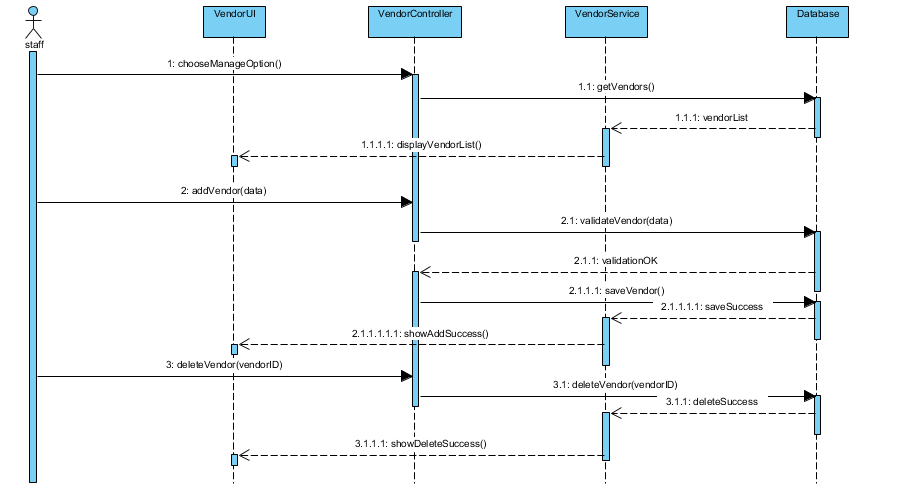 VendorUI
VendorController
VendorService
Database
staff
1: chooseManageOption()
1.1: getVendors()
1.1.1: vendorList
1.1.1.1: displayVendorList()
2: addVendor(data)
2.1: validateVendor(data)
2.1.1: validationOK
2.1.1.1: saveVendor()
2.1.1.1.1: saveSuccess
2.1.1.1.1.1: showAddSuccess()
3: deleteVendor(vendorID)
3.1: deleteVendor(vendorID)
3.1.1: deleteSuccess
3.1.1.1: showDeleteSuccess()